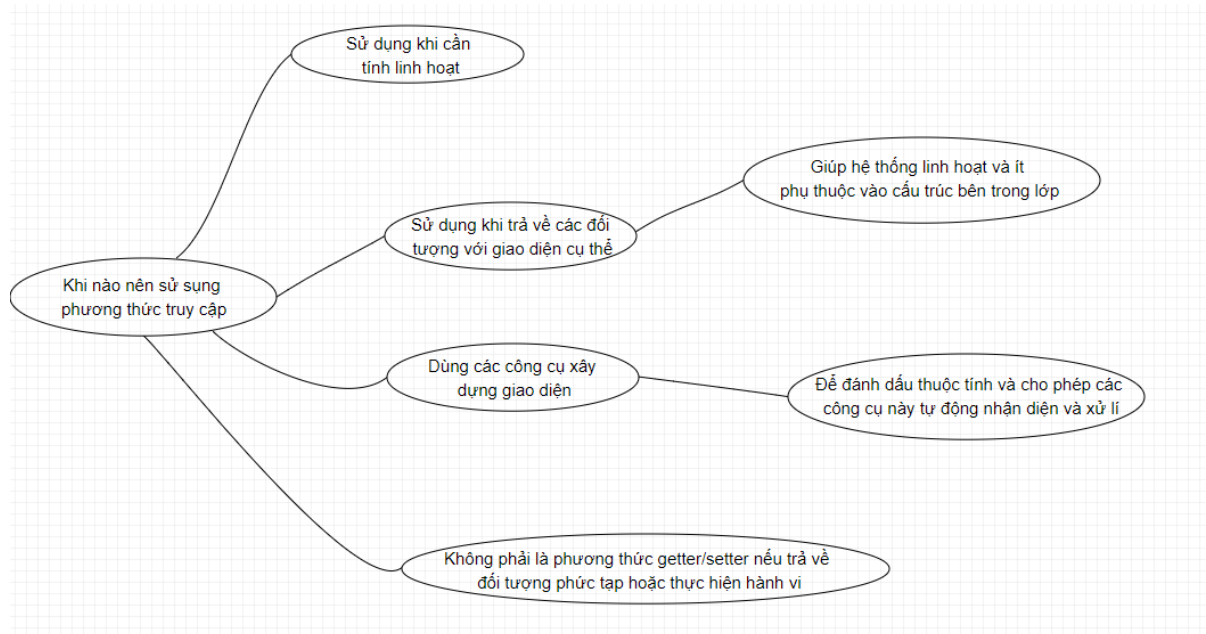 Sử dụng khi cần
tính linh hoạt
Giúp hệ thống linh hoạt và ít
phụ thuộc vào cấu trúc bên trong lớp
Sử dụng khi trả về các đối
tượng với giao diện cụ thể
Khi nào nên sử sụng
phương thức truy cập
Dùng các công cụ xây
dựng giao diện
Để đánh dấu thuộc tính và cho phép các
công cụ này tự động nhận diện và xử lí
Không phải là phương thức getter/setter nếu trả về
đối tượng phức tạp hoặc thực hiện hành vi